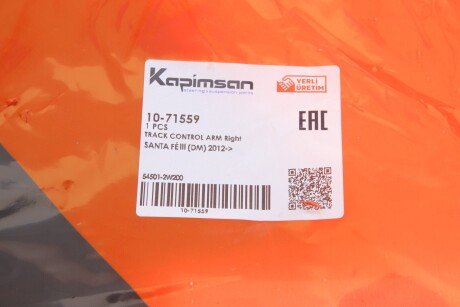 Kapimsan
steering&suspension parts
YERLİ
ÜRETİM
10-71559
1 PCS
TRACK CONTROL ARM Right
SANTA FÉ III (DM) 2012->
EAC
54501-2W200
10-71559